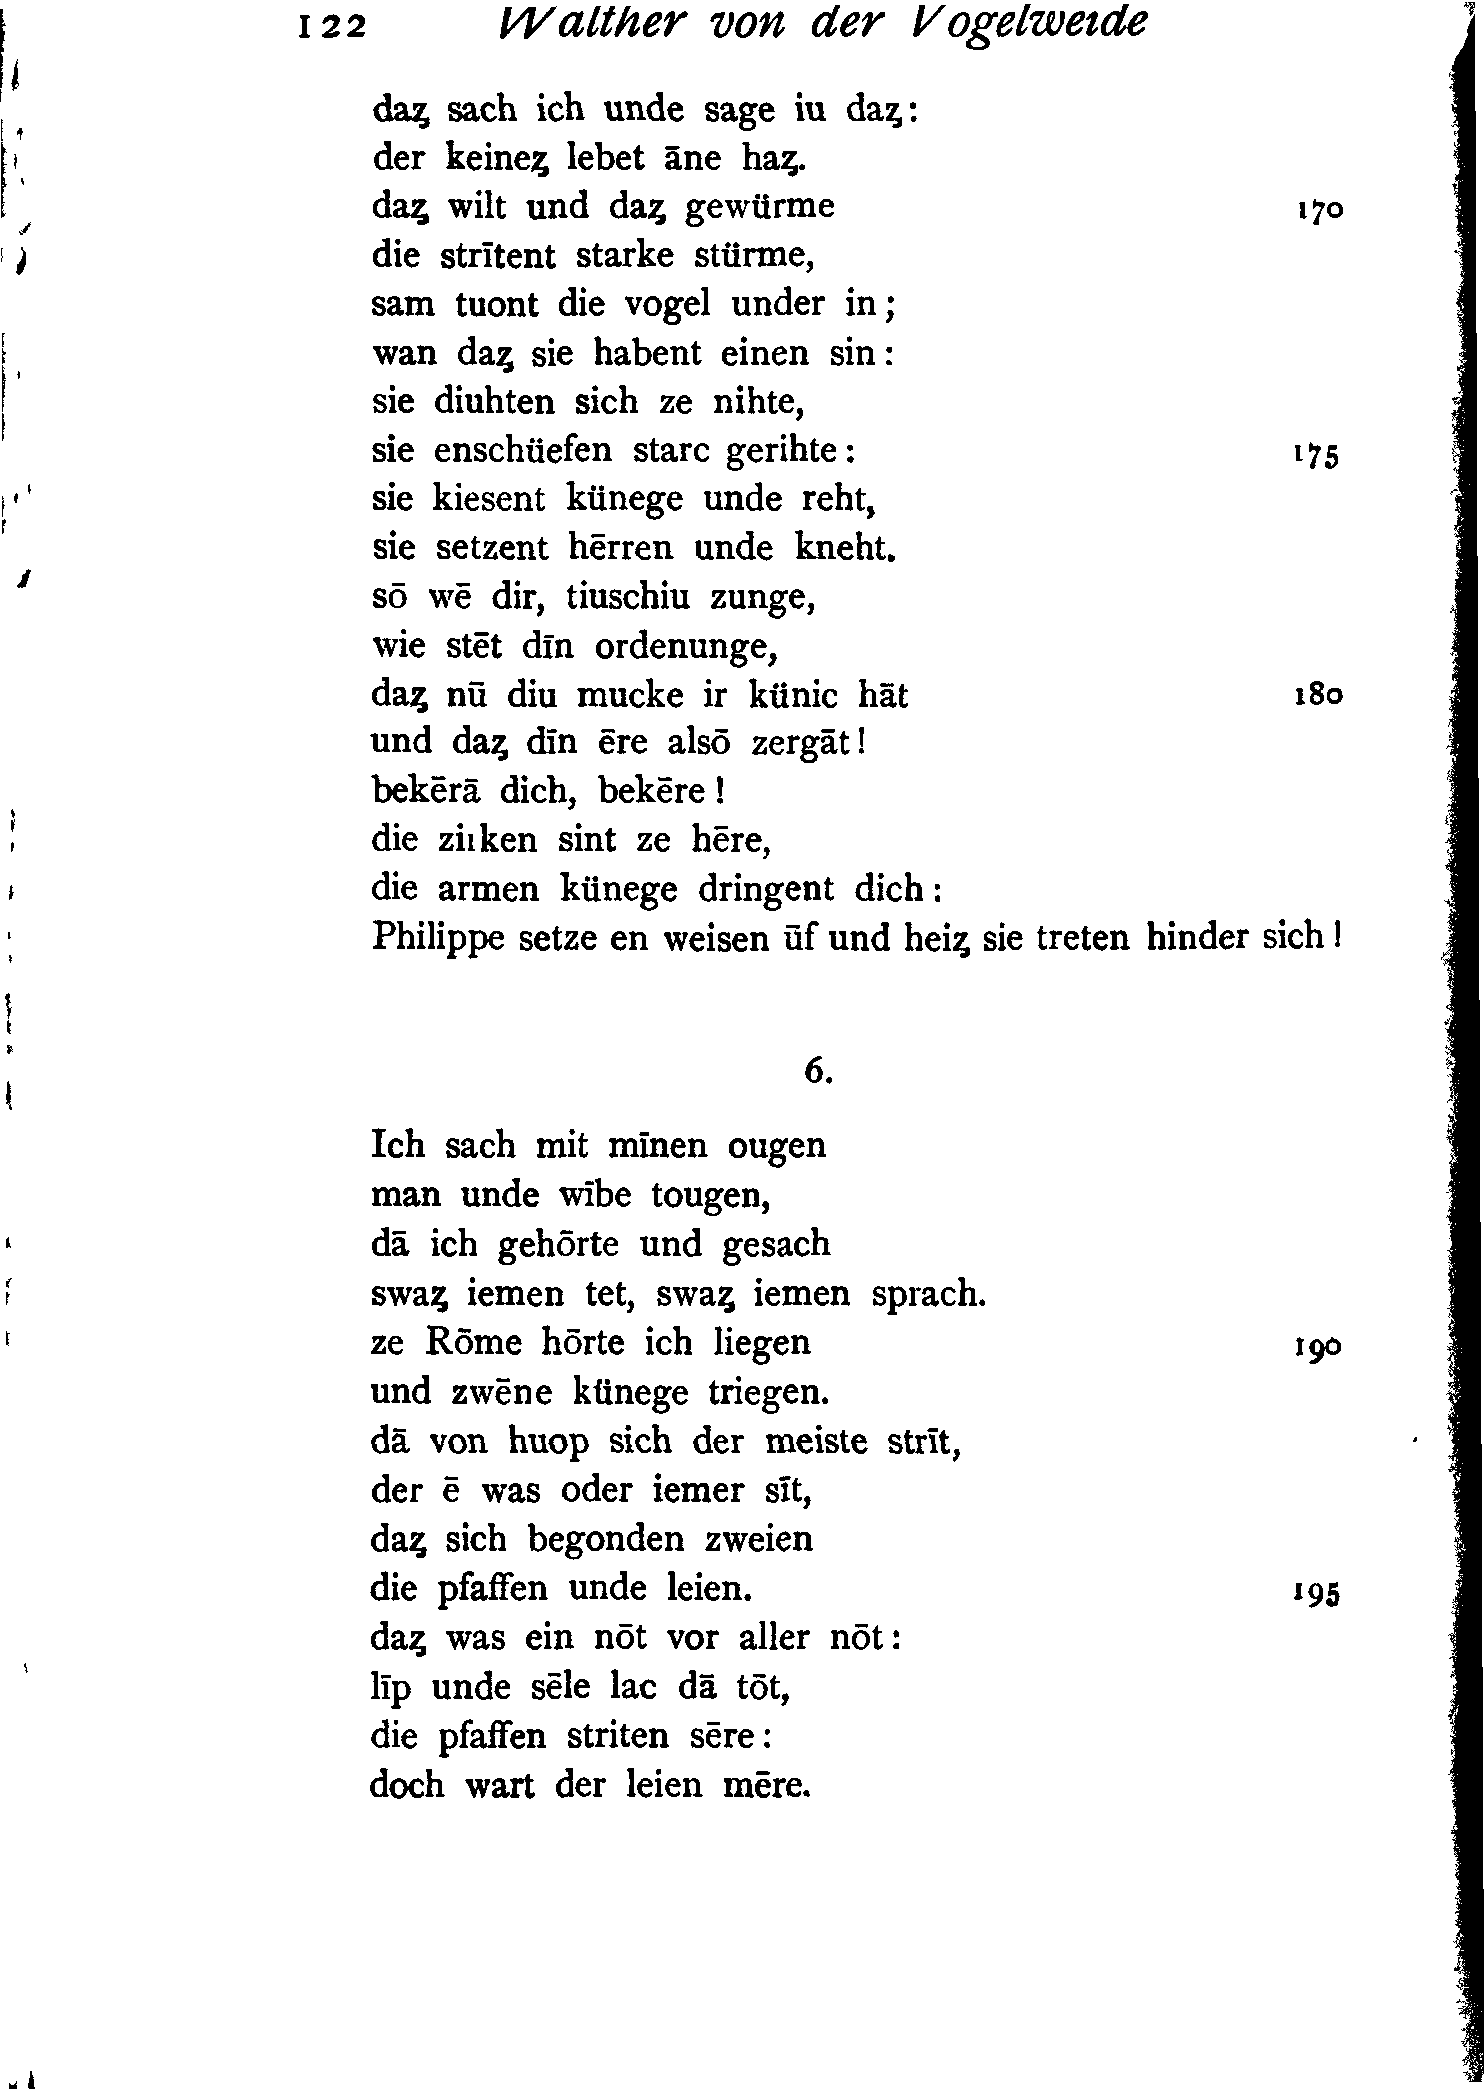 122 Walther von der Vogelweide
daȥ sach ich unde sage iu daȥ:
der keineȥ lebet āne haȥ.
daȥ wilt und daȥ gewürme 170
die strītent starke stürme,
sam tuont die vogel under in;
wan daȥ sie habent einen sin:
sie diuhten sich ze nihte,
sie enschüefen starc gerihte: 175
sie kiesent künege unde reht,
sie setzent hērren unde kneht.
sō wē dir, tiuschiu zunge,
wie stēt dīn ordenunge,
daȥ nū diu mucke ir künic hāt 180
und daȥ dīn ēre alsō zergāt!
bekērā dich, bekēre!
die zirken sint ze hēre,
die armen künege dringent dich:
Philippe setze en weisen ūf und heiȥ sie treten hinder sich!
6.
Ich sach mit mīnen ougen
man unde wībe tougen,
dā ich gehōrte und gesach
swaȥ iemen tet, swaȥ iemen sprach.
ze Rōme hōrte ich liegen 190
und zwēne künege triegen.
dā von huop sich der meiste strīt,
der ē was oder iemer sīt,
daȥ sich begonden zweien
die pfaffen unde leien. 195
daȥ was ein nōt vor aller nōt:
līp unde sēle lac dā tōt,
die pfaffen striten sēre:
doch wart der leien mēre.